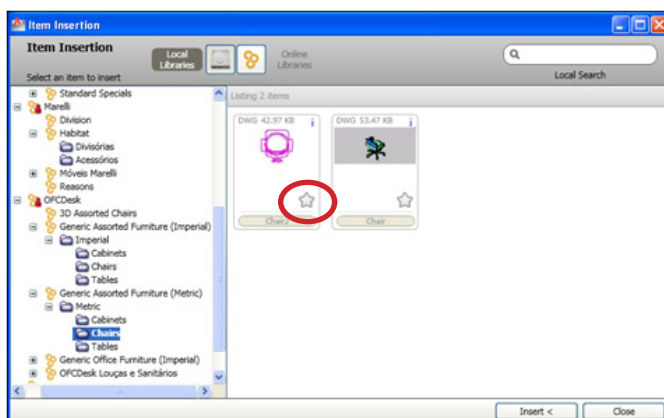 Item Insertion
Item Insertion
Select an item to insert
Local
Libraries
Online
Libraries
Local Search
Standard Specials
Marelli
Division
Habitat
Divisórias
Acessórios
Móveis Marelli
Reasons
OFCDesk
3D Assorted Chairs
Generic Assorted Furniture (Imperial)
Imperial
Cabinets
Chairs
Tables
Generic Assorted Furniture (Metric)
Metric
Cabinets
Chairs
Tables
Generic Office Furniture (Imperial)
OFCDesk Louças e Sanitários
Listing 2 items
DWG 42.97 KB i
DWG 53.47 KB i
Chair2
Chair
Insert <
Close